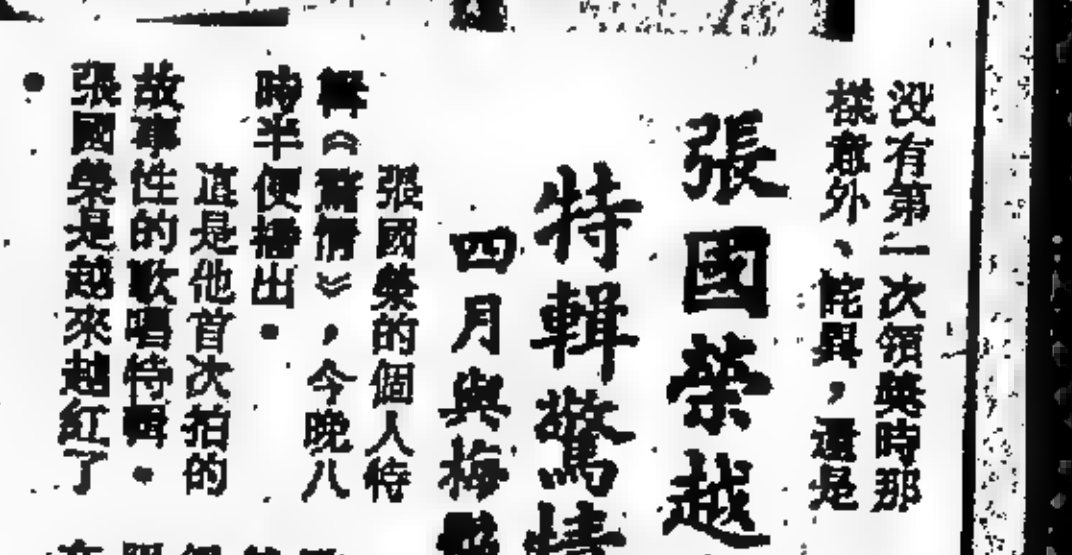 没有第二次領奬時那
樣意外、詫異，還是
張國榮越
特輯驚情
四月與梅
張國榮的個人特
輯《驚情》，今晚八
時半便播出●
這是他首次拍的
故事性的歌唱特輯●
張國榮是越來越紅了
●